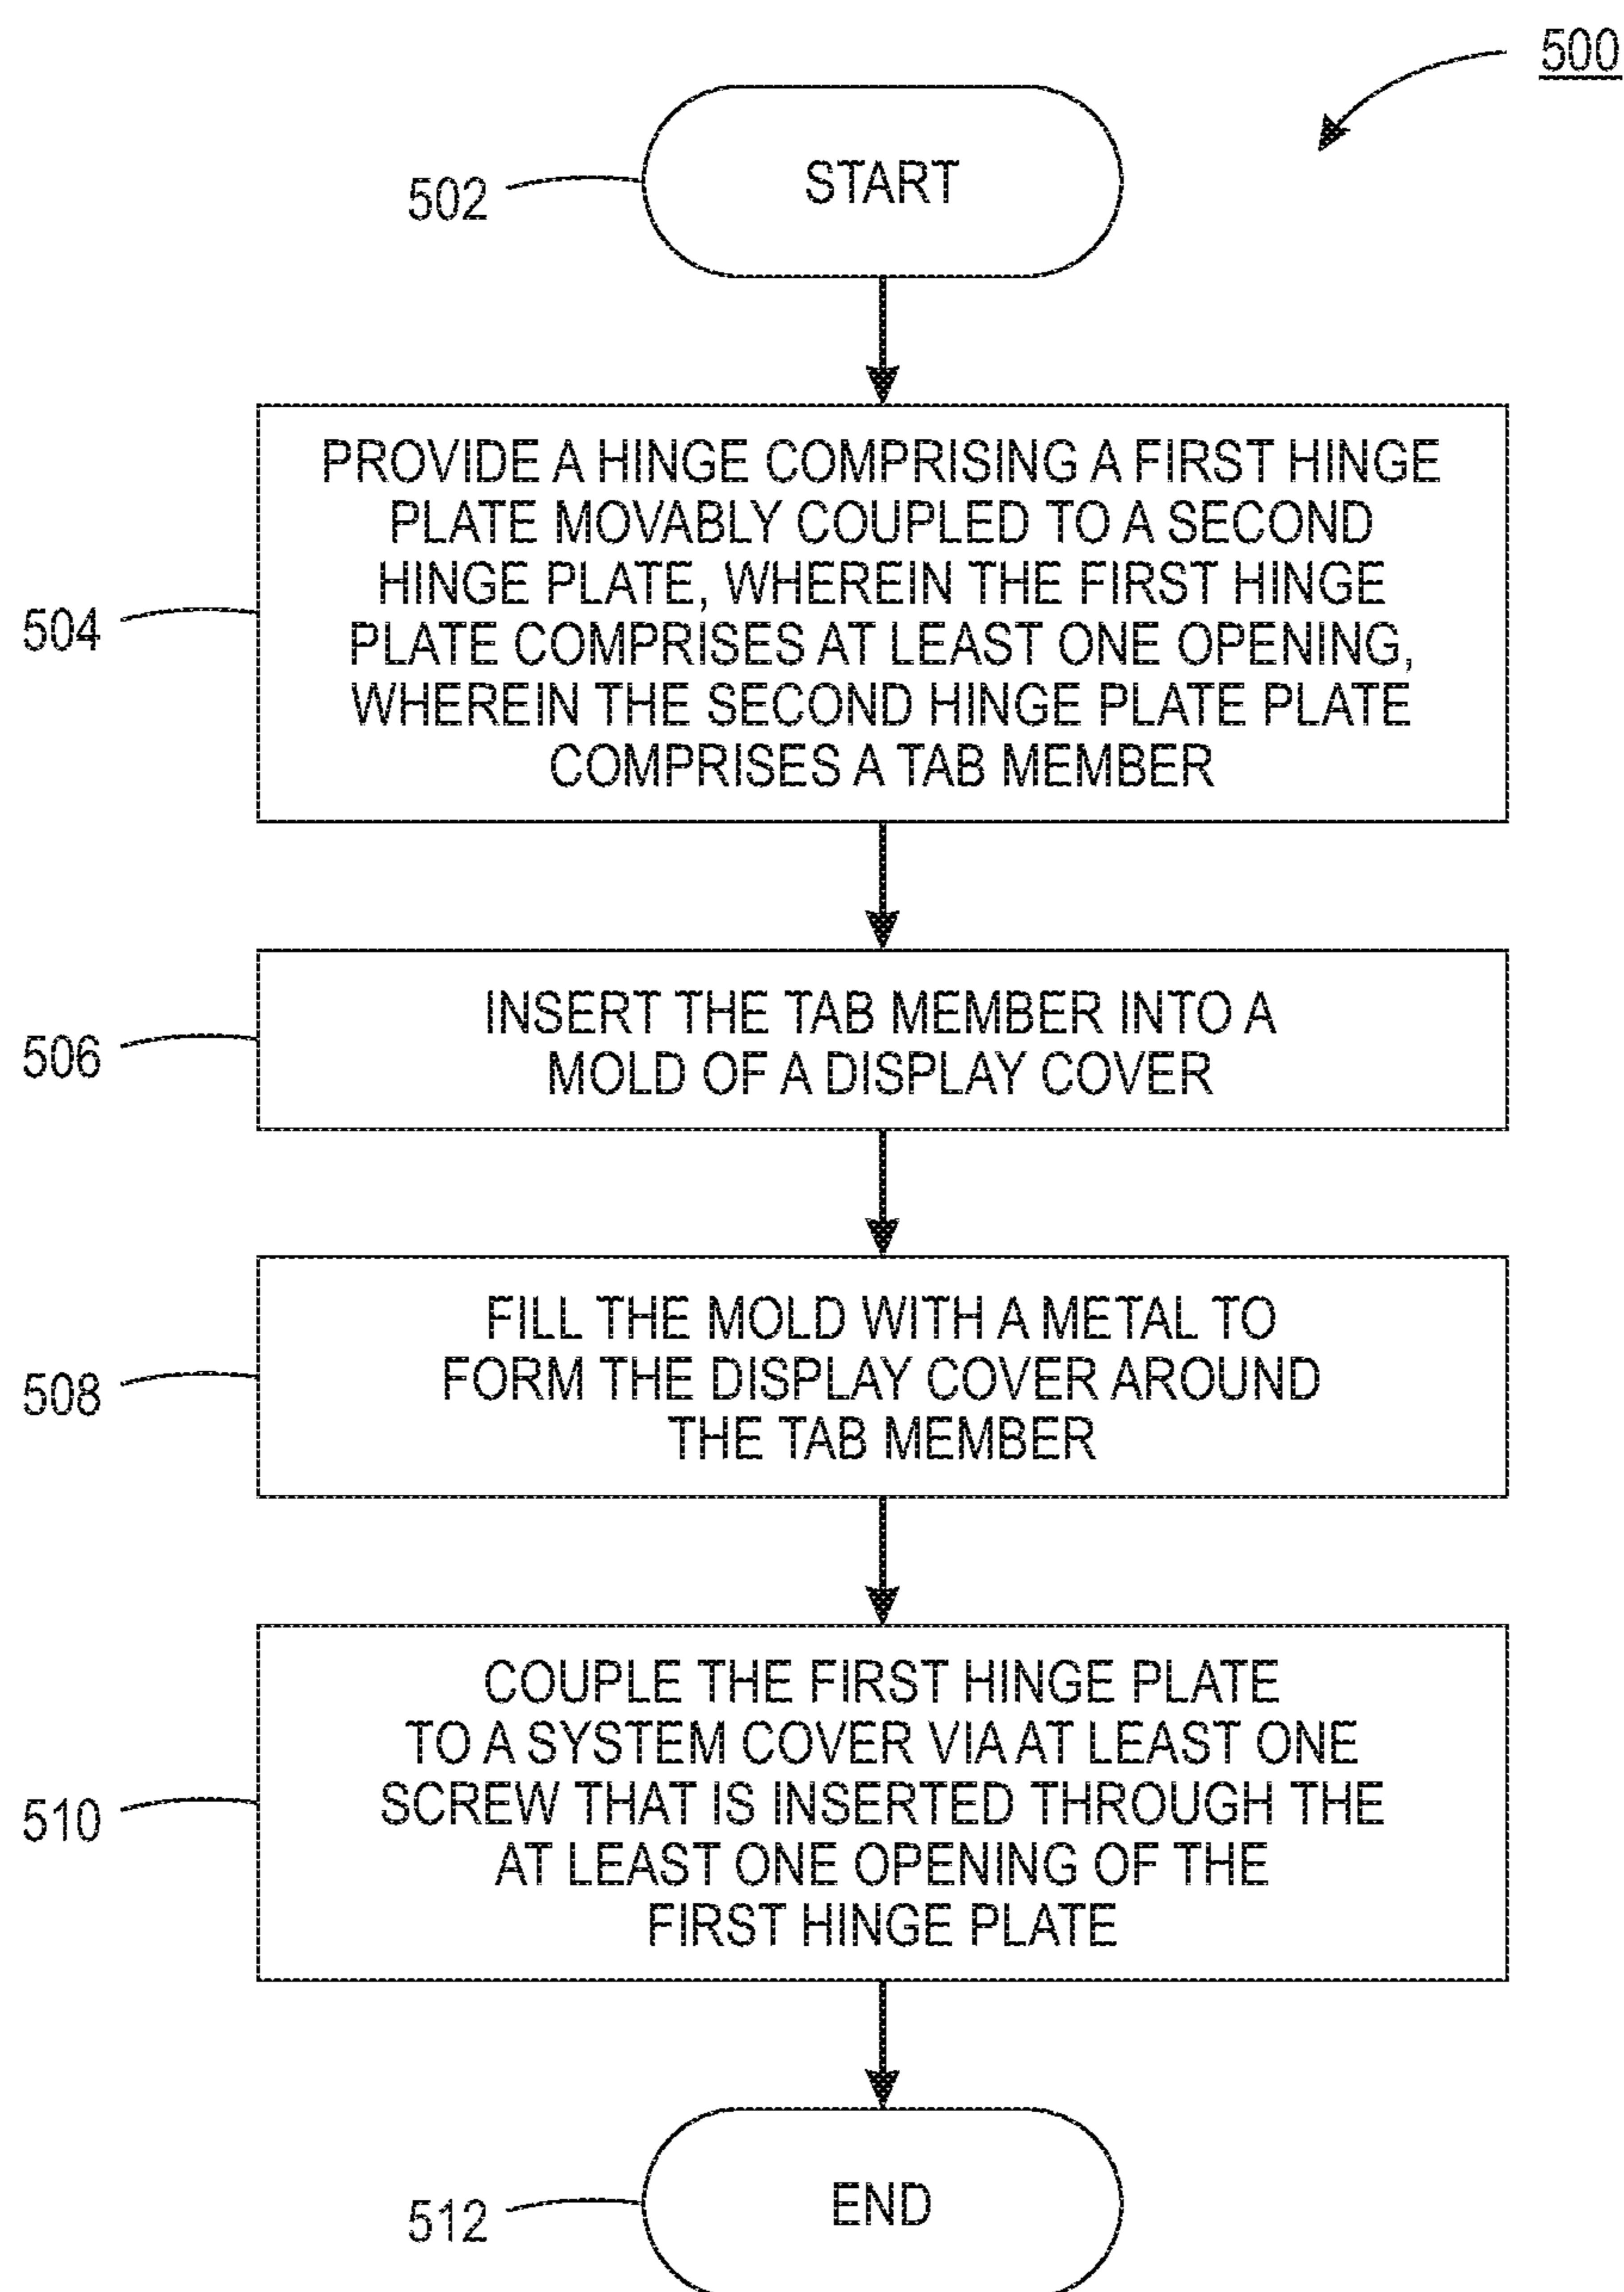 500
502
START
504
PROVIDE A HINGE COMPRISING A FIRST HINGE
PLATE MOVABLY COUPLED TO A SECOND
HINGE PLATE, WHEREIN THE FIRST HINGE
PLATE COMPRISES AT LEAST ONE OPENING,
WHEREIN THE SECOND HINGE PLATE PLATE
COMPRISES A TAB MEMBER
506
INSERT THE TAB MEMBER INTO A
MOLD OF A DISPLAY COVER
508
FILL THE MOLD WITH A METAL TO
FORM THE DISPLAY COVER AROUND
THE TAB MEMBER
510
COUPLE THE FIRST HINGE PLATE
TO A SYSTEM COVER VIA AT LEAST ONE
SCREW THAT IS INSERTED THROUGH THE
AT LEAST ONE OPENING OF THE
FIRST HINGE PLATE
512
END